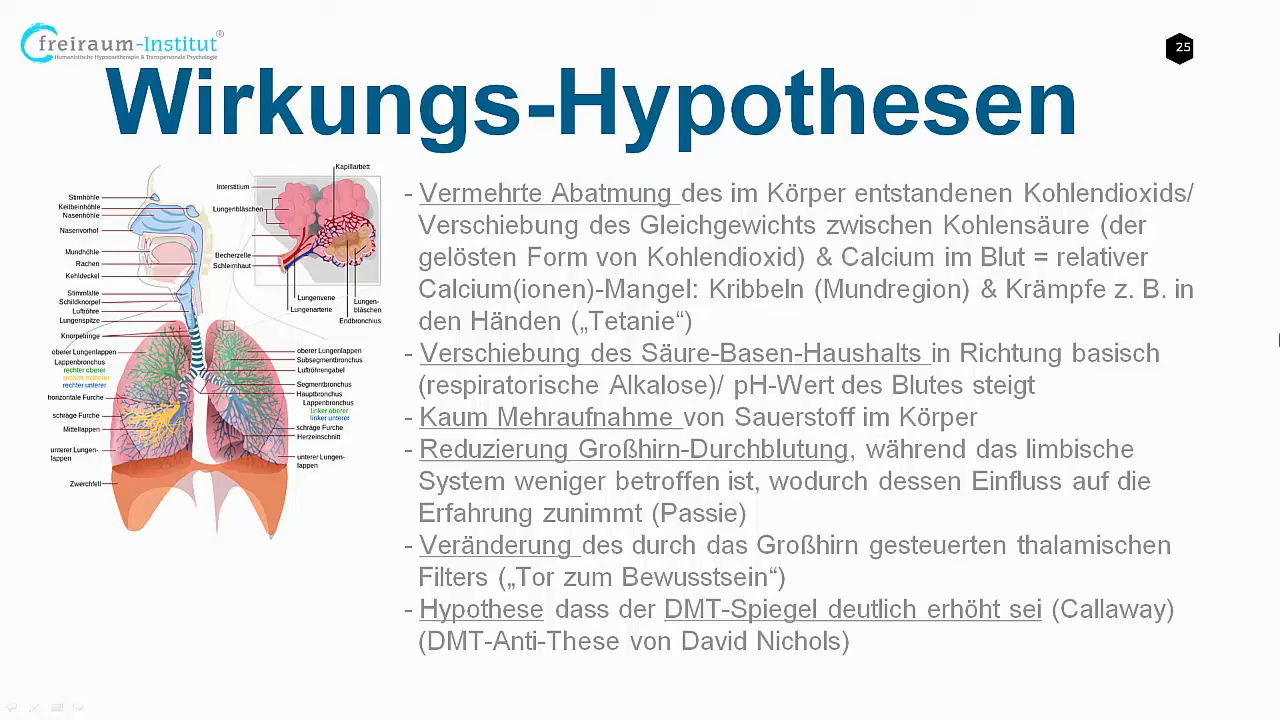 freiraum-Institut®
Humanistische Hypnosetherapie & Transpersonale Psychologie
25
Wirkungs-Hypothesen
Kapillarbett
Interstitium
Lungenbläschen
Becherzelle
Schleimhaut
Lungenvene
Lungenarterie
Lungen-
bläschen
Endbronchius
Stirnhöhle
Keilbeinhöhle
Nasenhöhle
Nasenvorhof
Mundhöhle
Rachen
Kehldeckel
Stimmfalte
Schildknorpel
Luftröhre
Lungenspitze
Knorpelringe
oberer Lungenlappen
Lappenbronchus
rechter oberer
rechter mittlerer
rechter unterer
horizontale Furche
schräge Furche
Mittellappen
unterer Lungen-
lappen
Zwerchfell
oberer Lungenlappen
Subsegmentbronchus
Luftröhrengabel
Segmentbronchus
Hauptbronchus
Lappenbronchus
linker oberer
linker unterer
schräge Furche
Herzeinschnitt
unterer Lungen-
lappen
- Vermehrte Abatmung des im Körper entstandenen Kohlendioxids/
Verschiebung des Gleichgewichts zwischen Kohlensäure (der
gelösten Form von Kohlendioxid) & Calcium im Blut = relativer
Calcium(ionen)-Mangel: Kribbeln (Mundregion) & Krämpfe z. B. in
den Händen („Tetanie“)
- Verschiebung des Säure-Basen-Haushalts in Richtung basisch
(respiratorische Alkalose)/ pH-Wert des Blutes steigt
- Kaum Mehraufnahme von Sauerstoff im Körper
- Reduzierung Großhirn-Durchblutung, während das limbische
System weniger betroffen ist, wodurch dessen Einfluss auf die
Erfahrung zunimmt (Passie)
- Veränderung des durch das Großhirn gesteuerten thalamischen
Filters („Tor zum Bewusstsein“)
- Hypothese dass der DMT-Spiegel deutlich erhöht sei (Callaway)
(DMT-Anti-These von David Nichols)